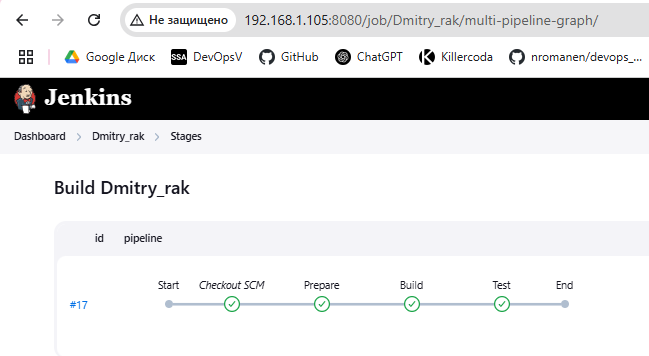 Не защищено 192.168.1.105:8080/job/Dmitry_rak/multi-pipeline-graph/
Google Диск SSA DevOpsV GitHub ChatGPT Killercoda nromanen/devops_...
Jenkins
Dashboard > Dmitry_rak > Stages
Build Dmitry_rak
id pipeline
Start Checkout SCM Prepare Build Test End
#17